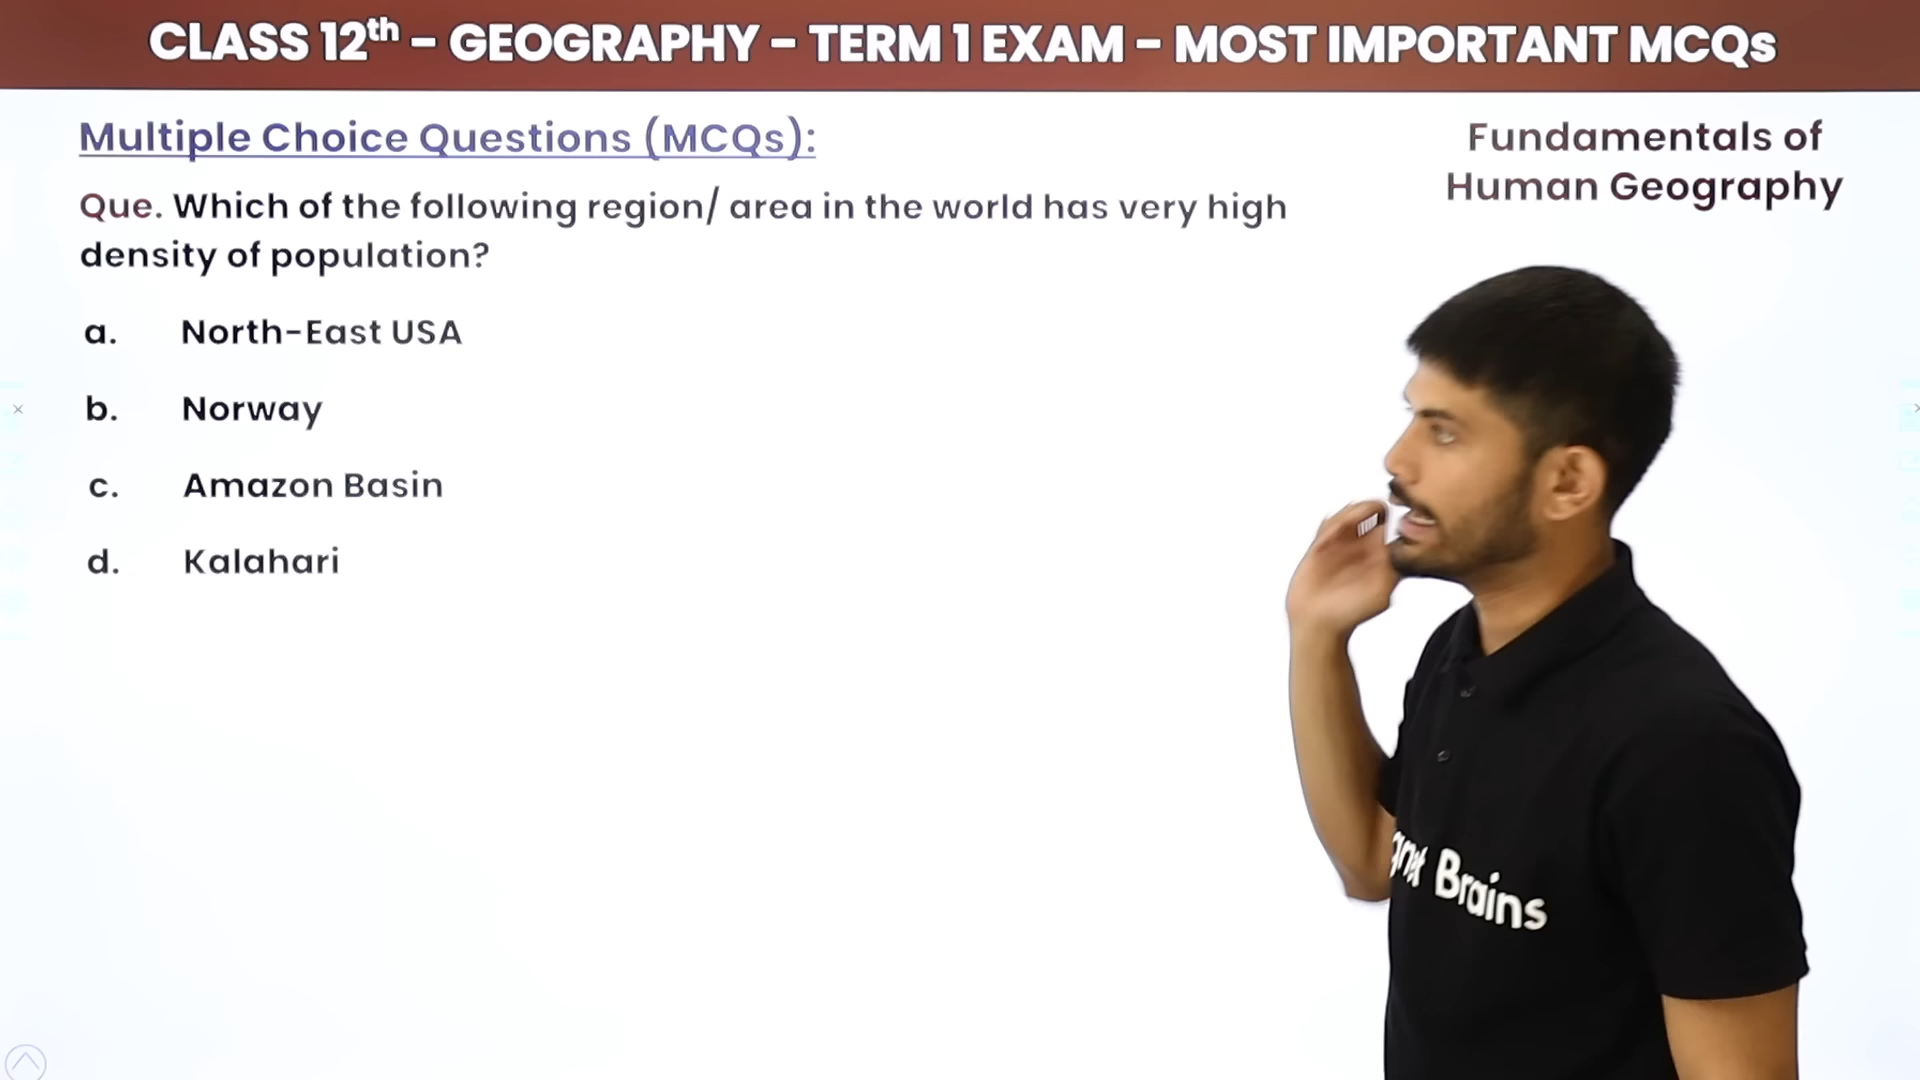 CLASS 12th - GEOGRAPHY - TERM 1 EXAM - MOST IMPORTANT MCQs
Multiple Choice Questions (MCQs):
Fundamentals of
Human Geography
Que. Which of the following region/ area in the world has very high
density of population?
a. North-East USA
b. Norway
c. Amazon Basin
d. Kalahari
Brains